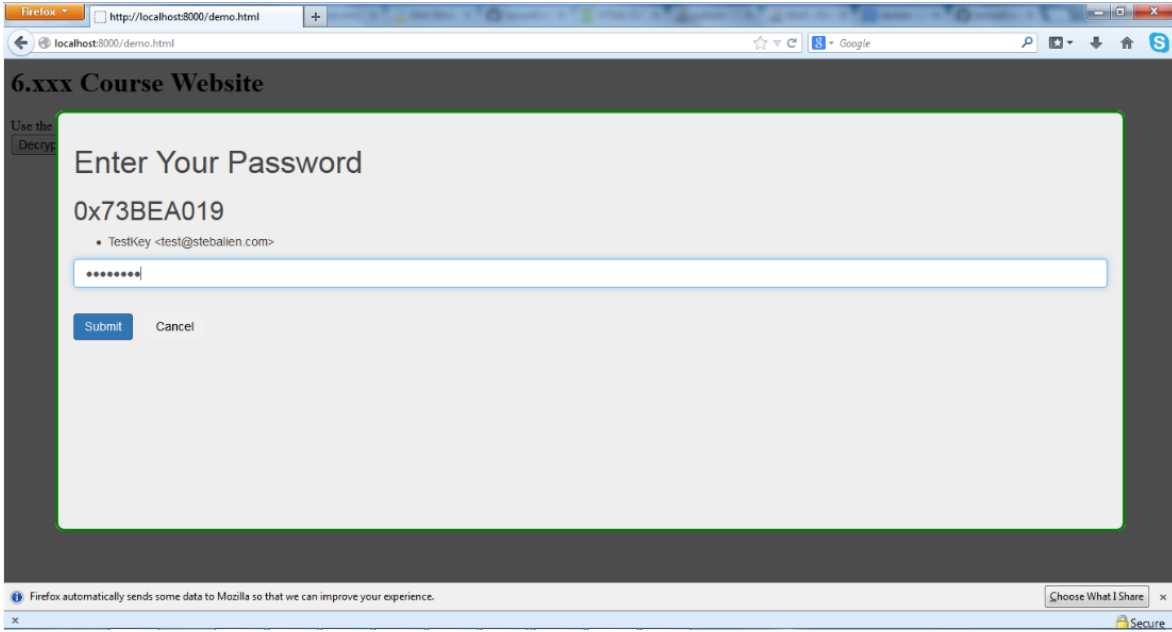 Firefox
http://localhost:8000/demo.html
localhost:8000/demo.html
8
Google
S
6.xxx Course Website
Use the
Decryp
Enter Your Password
0x73BEA019
• TestKey <test@stebalien.com>
••••••••
Submit Cancel
Firefox automatically sends some data to Mozilla so that we can improve your experience.
Choose What I Share
x
x
Secure